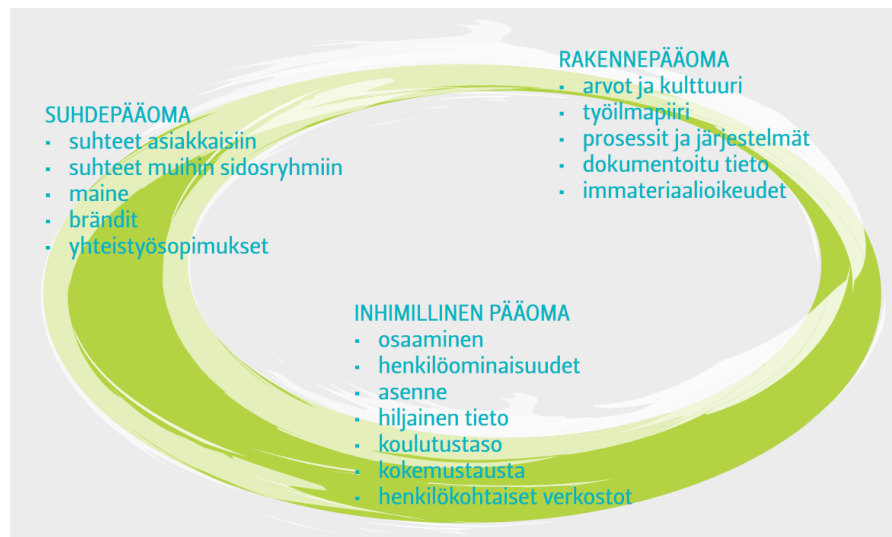 SUHDEPÄÄOMA
▪ suhteet asiakkaisiin
▪ suhteet muihin sidosryhmiin
▪ maine
▪ brändit
▪ yhteistyösopimukset
RAKENNEPÄÄOMA
▪ arvot ja kulttuuri
▪ työilmapiiri
▪ prosessit ja järjestelmät
▪ dokumentoitu tieto
▪ immateriaalioikeudet
INHIMILLINEN PÄÄOMA
▪ osaaminen
▪ henkilöominaisuudet
▪ asenne
▪ hiljainen tieto
▪ koulutustaso
▪ kokemustausta
▪ henkilökohtaiset verkostot